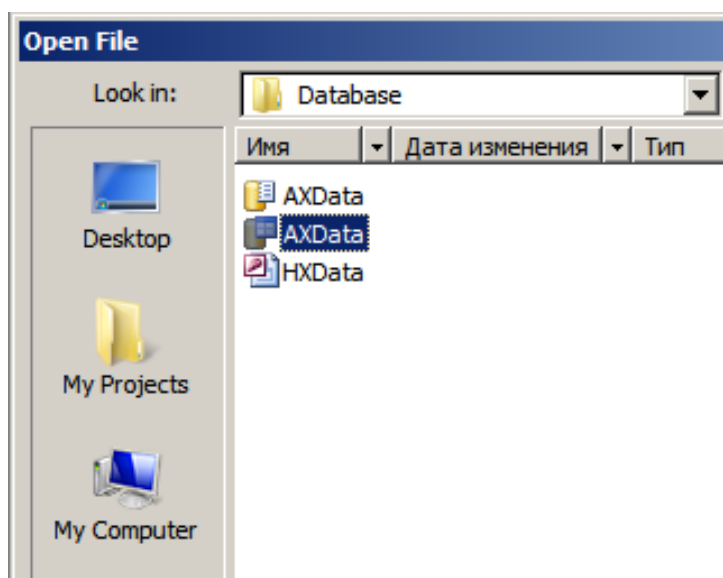 Open File
Look in: Database
Имя Дата изменения Тип
AXData
AXData
HXData
Desktop
My Projects
My Computer